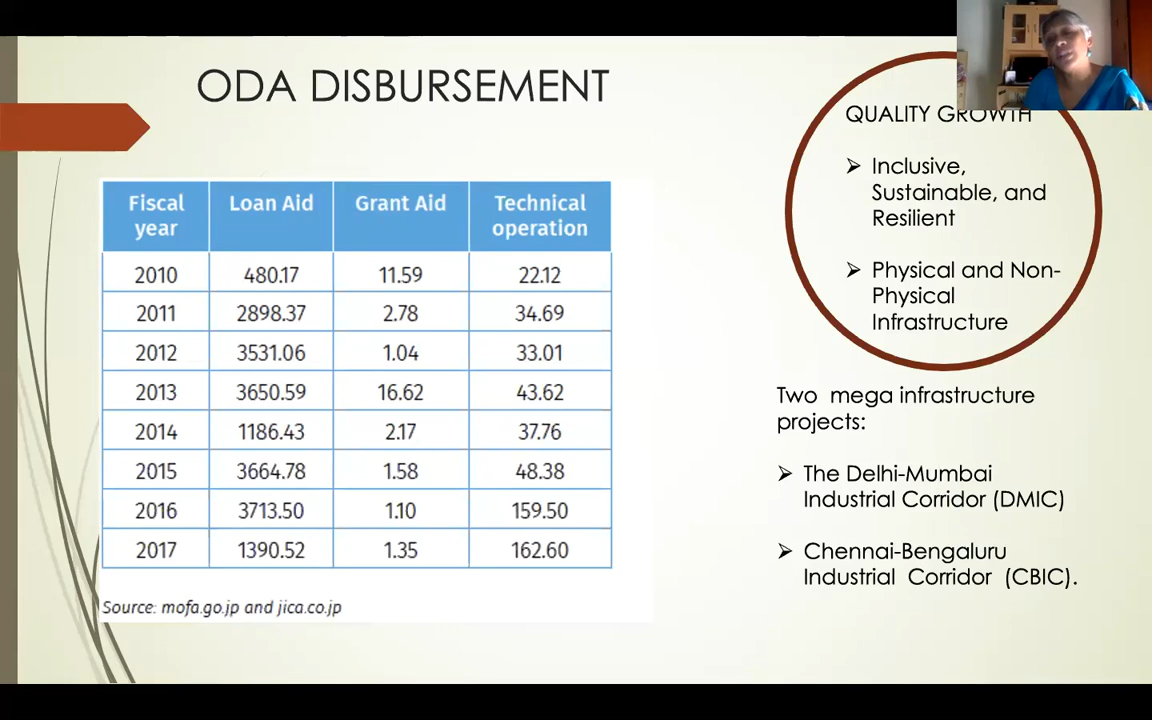 ODA DISBURSEMENT
Fiscal year Loan Aid Grant Aid Technical operation
2010 480.17 11.59 22.12
2011 2898.37 2.78 34.69
2012 3531.06 1.04 33.01
2013 3650.59 16.62 43.62
2014 1186.43 2.17 37.76
2015 3664.78 1.58 48.38
2016 3713.50 1.10 159.50
2017 1390.52 1.35 162.60
Source: mofa.go.jp and jica.co.jp
QUALITY GROWTH
Inclusive,
Sustainable, and
Resilient
Physical and Non-
Physical
Infrastructure
Two mega infrastructure
projects:
The Delhi-Mumbai
Industrial Corridor (DMIC)
Chennai-Bengaluru
Industrial Corridor (CBIC).